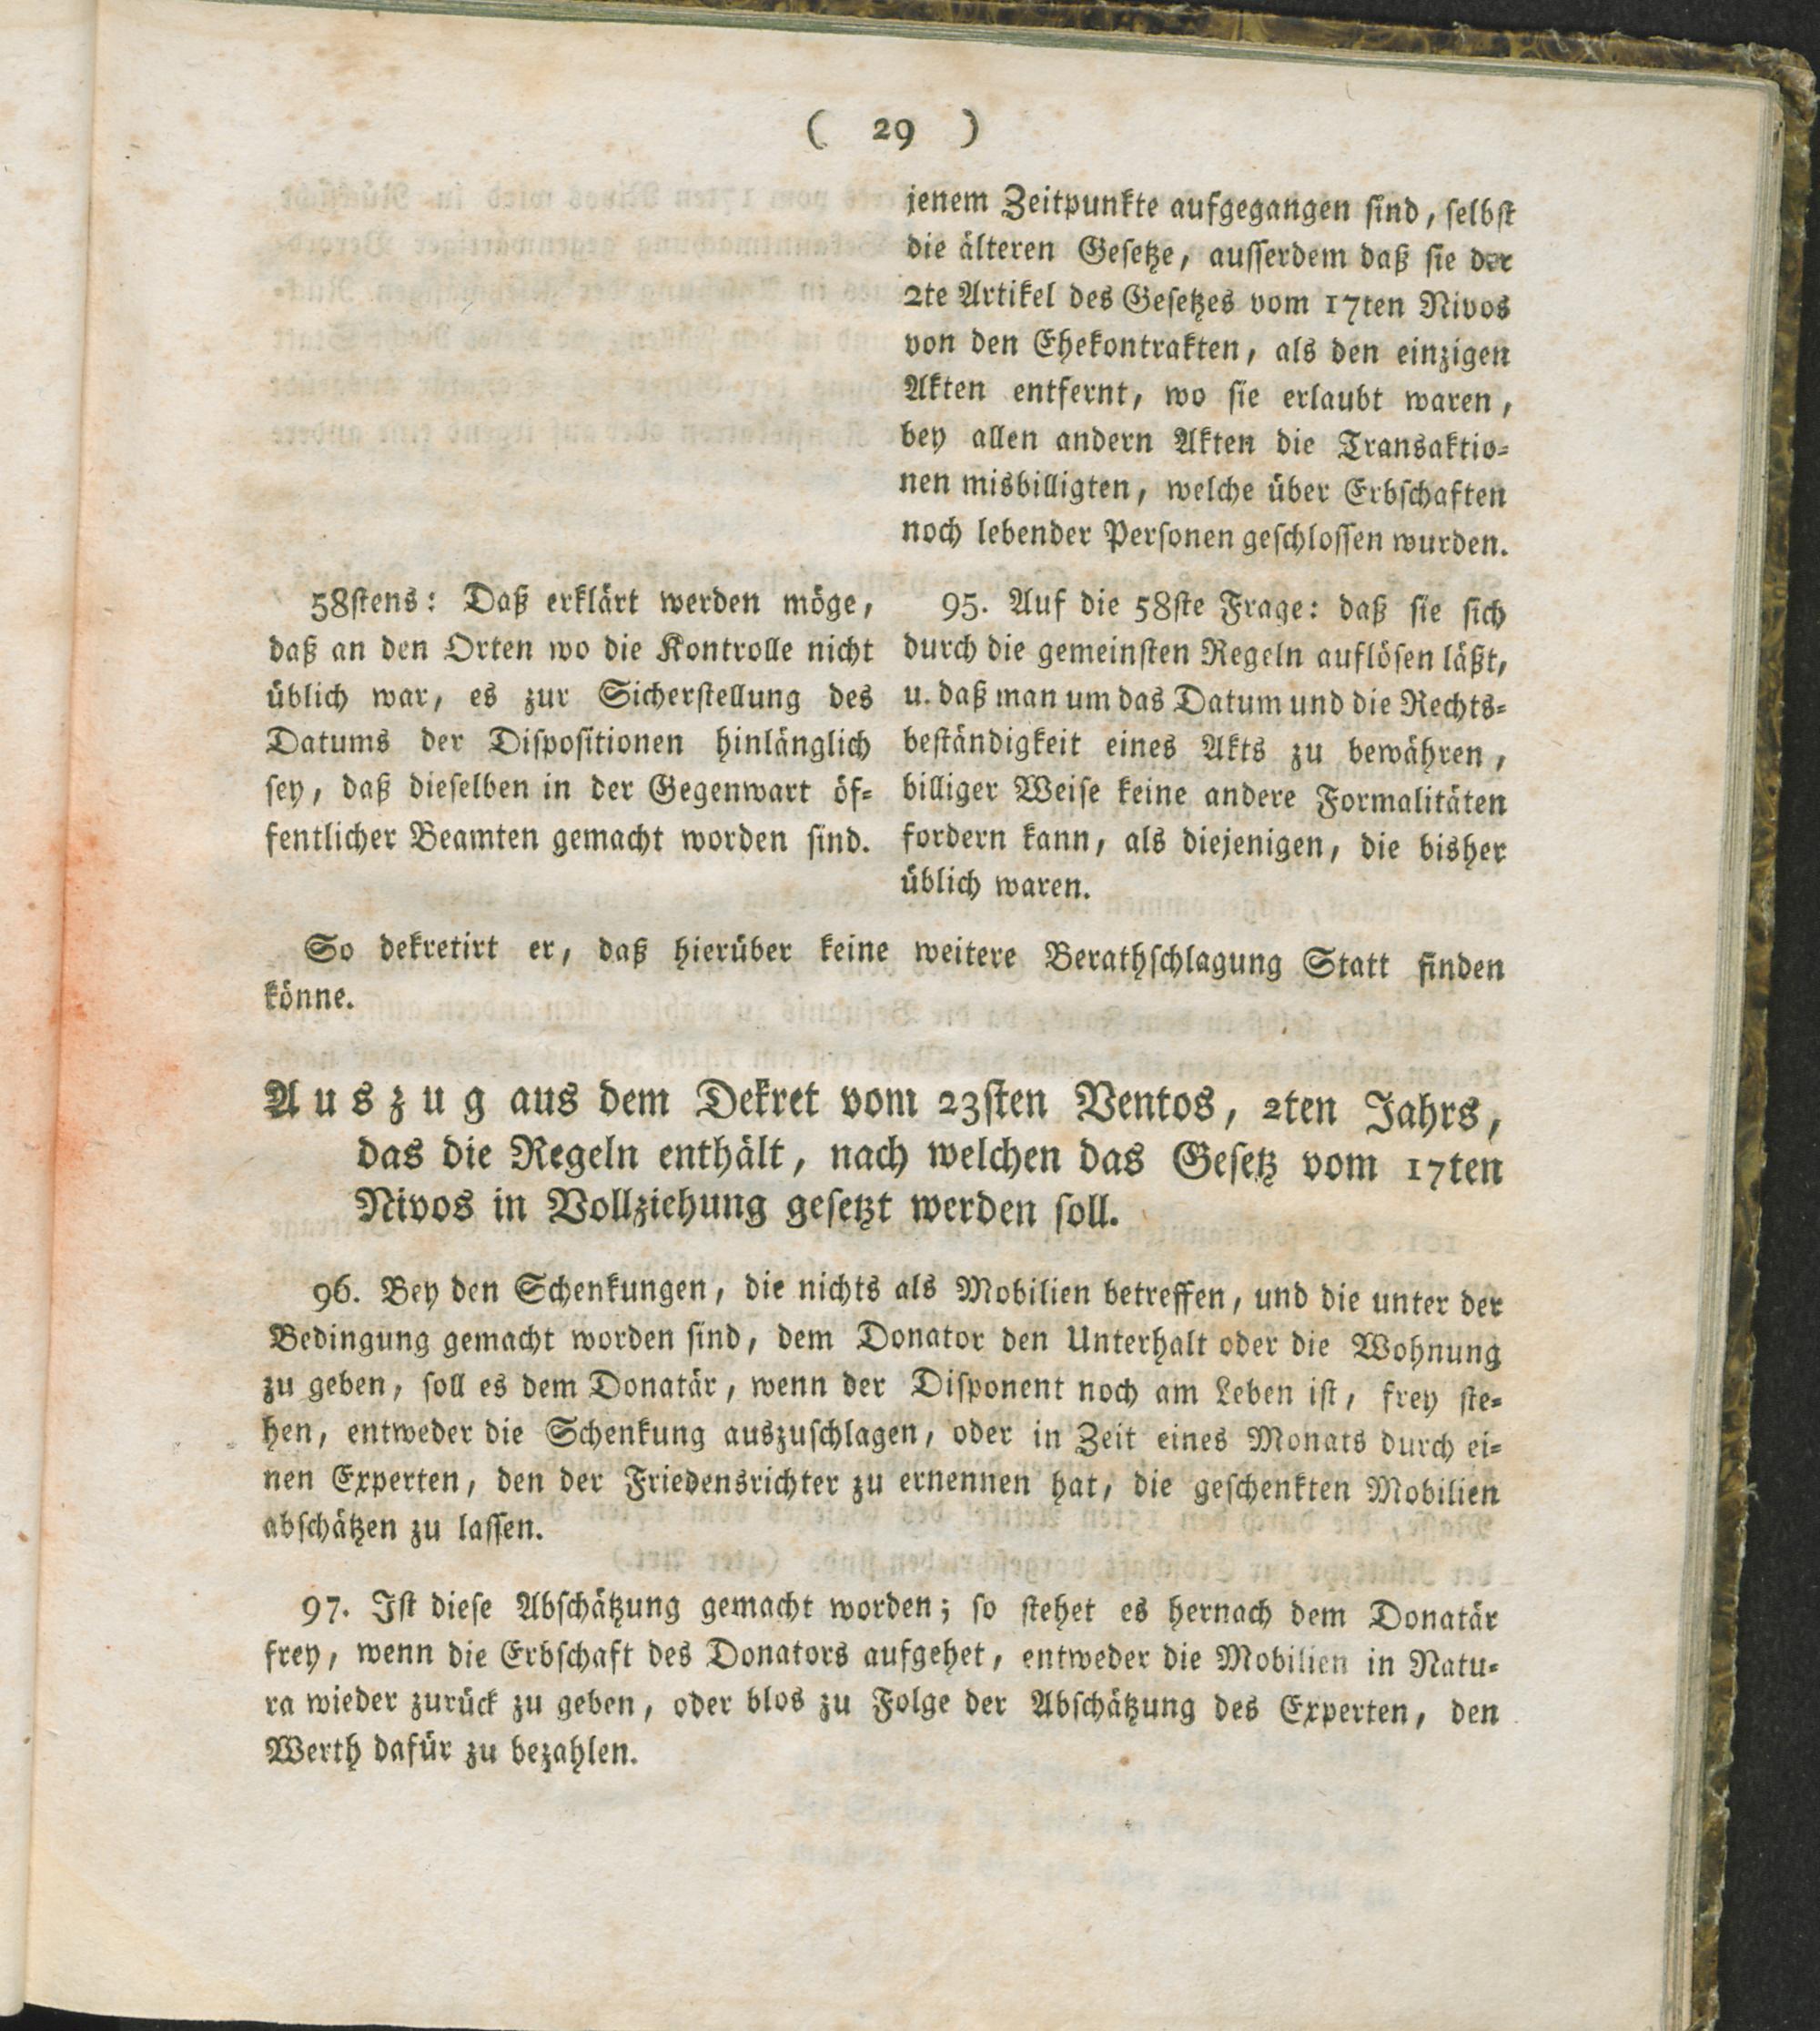 ( 29 )
jenem Zeitpunkte aufgegangen sind, selbst
die älteren Gesetze, ausserdem daß sie der
2te Artikel des Gesetzes vom 17ten Nivos
von den Ehekontrakten, als den einzigen
Akten entfernt, wo sie erlaubt waren,
bey allen andern Akten die Transaktio-
nen misbilligten, welche über Erbschaften
noch lebender Personen geschlossen wurden.
58stens: Daß erklärt werden möge,
daß an den Orten wo die Kontrolle nicht
üblich war, es zur Sicherstellung des
Datums der Dispositionen hinlänglich
sey, daß dieselben in der Gegenwart öf-
fentlicher Beamten gemacht worden sind.
95. Auf die 58ste Frage: daß sie sich
durch die gemeinsten Regeln auflösen läßt,
u. daß man um das Datum und die Rechts-
beständigkeit eines Akts zu bewähren,
billiger Weise keine andere Formalitäten
fordern kann, als diejenigen, die bisher
üblich waren.
So dekretirt er, daß hierüber keine weitere Berathschlagung Statt finden
könne.
Auszug aus dem Dekret vom 23sten Ventos, 2ten Jahrs,
das die Regeln enthält, nach welchen das Gesetz vom 17ten
Nivos in Vollziehung gesetzt werden soll.
96. Bey den Schenkungen, die nichts als Mobilien betreffen, und die unter der
Bedingung gemacht worden sind, dem Donator den Unterhalt oder die Wohnung
zu geben, soll es dem Donatär, wenn der Disponent noch am Leben ist, frey ste-
hen, entweder die Schenkung auszuschlagen, oder in Zeit eines Monats durch ei-
nen Experten, den der Friedensrichter zu ernennen hat, die geschenkten Mobilien
abschätzen zu lassen.
97. Ist diese Abschätzung gemacht worden; so stehet es hernach dem Donatär
frey, wenn die Erbschaft des Donators aufgehet, entweder die Mobilien in Natu-
ra wieder zurück zu geben, oder blos zu Folge der Abschätzung des Experten, den
Werth dafür zu bezahlen.